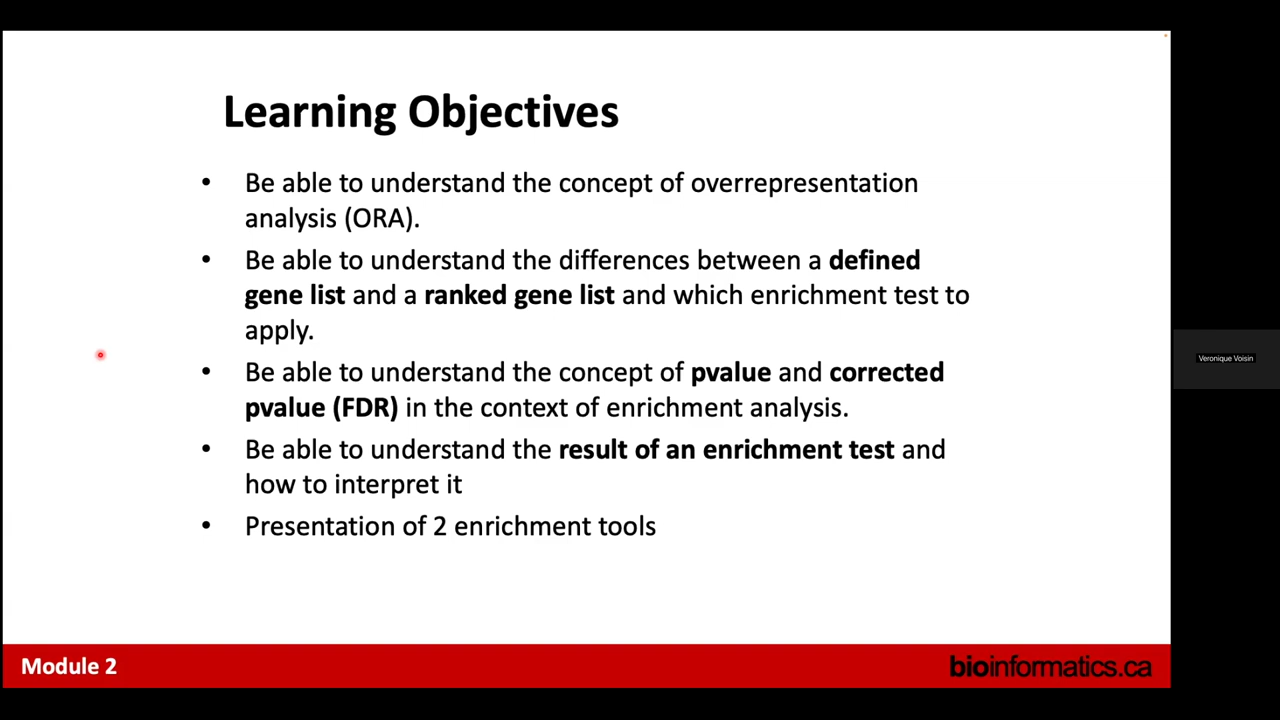 Learning Objectives
• Be able to understand the concept of overrepresentation
analysis (ORA).
• Be able to understand the differences between a defined
gene list and a ranked gene list and which enrichment test to
apply.
• Be able to understand the concept of pvalue and corrected
pvalue (FDR) in the context of enrichment analysis.
• Be able to understand the result of an enrichment test and
how to interpret it
• Presentation of 2 enrichment tools
Veronique Voisin
Module 2
bioinformatics.ca